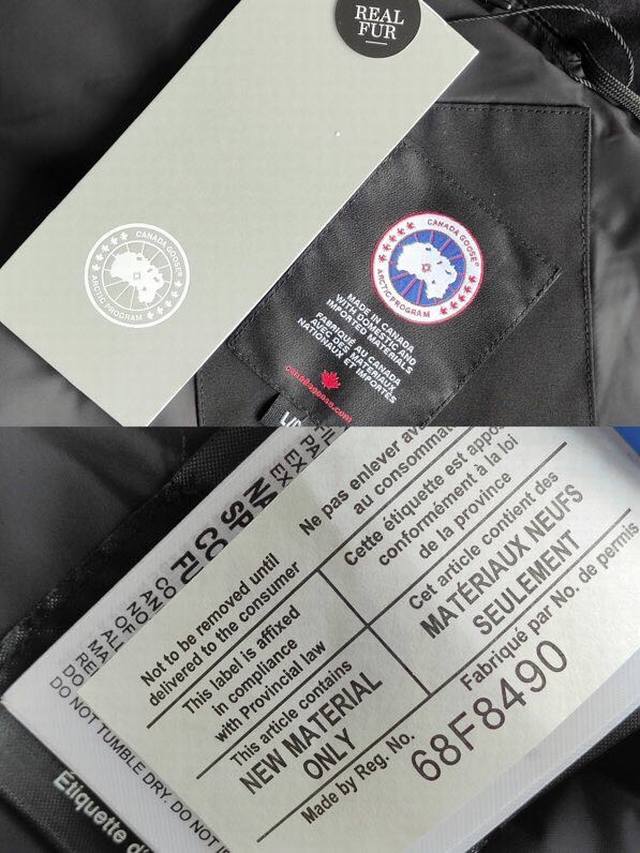 REAL
FUR
CANADA GOOSE®
ARCTIC PROGRAM
CANADA GOOSE®
ARCTIC PROGRAM
MADE IN CANADA
WITH DOMESTIC AND
IMPORTED MATERIALS
FABRIQUÉ AU CANADA
AVEC DES MATERIAUX
NATIONAUX ET IMPORTÉS
canadagoose.com
Ne pas enlever
au
Cette étiquette est
conformément à la loi
de la province
Cet article contient des
MATÉRIAUX NEUFS
SEULEMENT
Fabriqué par No. de permis
Not to be removed until
delivered to the consumer
This label is affixed
in compliance
with Provincial law
This article contains
NEW MATERIAL
ONLY
Made by Reg. No.
68F8490
DO NOT TUMBLE DRY. DO NOT
Étiquette